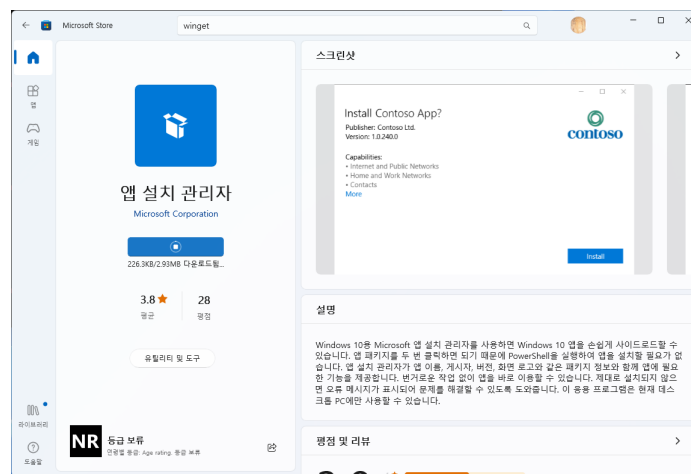 Microsoft Store
winget
앱
게임
라이브러리
도움말
앱 설치 관리자
Microsoft Corporation
226.3KB/2.93MB 다운로드됨...
3.8
평균
28
평점
유틸리티 및 도구
NR
등급 보류
연령별 등급: Age rating. 등급 보류
스크린샷
Install Contoso App?
Publisher: Contoso Ltd.
Version: 1.0.240.0
Capabilities:
• Internet and Public Networks
• Home and Work Networks
• Contacts
More
contoso
Install
설명
Windows 10용 Microsoft 앱 설치 관리자를 사용하면 Windows 10 앱을 손쉽게 사이드로드할 수
있습니다. 앱 패키지를 두 번 클릭하면 되기 때문에 PowerShell을 실행하여 앱을 설치할 필요가 없
습니다. 앱 설치 관리자가 앱 이름, 게시자, 버전, 화면 로고와 같은 패키지 정보와 함께 앱에 필요
한 기능을 제공합니다. 번거로운 작업 없이 앱을 바로 이용할 수 있습니다. 제대로 설치되지 않으
면 오류 메시지가 표시되어 문제를 해결할 수 있도록 도와줍니다. 이 응용 프로그램은 현재 데스
크톱 PC에만 사용할 수 있습니다.
평점 및 리뷰